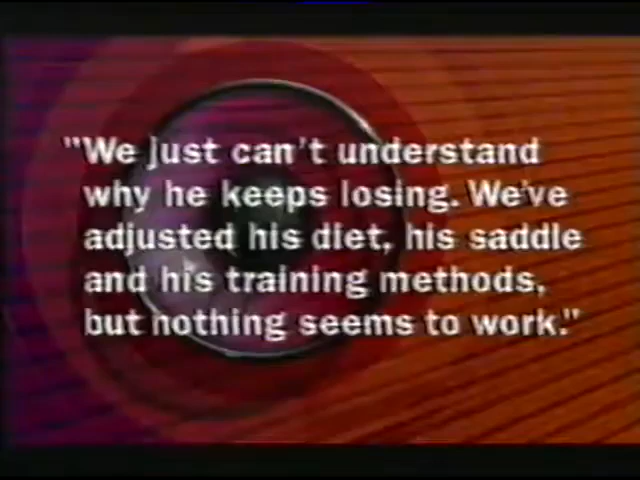 "We just can't understand
why he keeps losing. We've
adjusted his diet, his saddle
and his training methods,
but nothing seems to work."